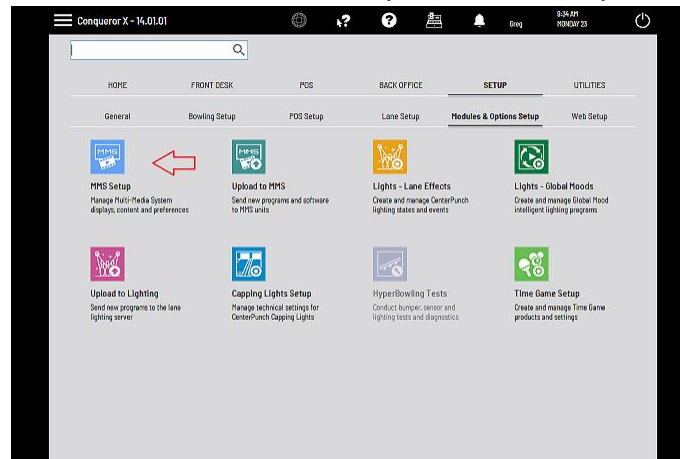 Conqueror X - 14.01.01
Greg
9:34 AM
MONDAY 23
HOME FRONT DESK POS BACK OFFICE SETUP UTILITIES
General Bowling Setup POS Setup Lane Setup Modules & Options Setup Web Setup
MMS MMS
MMS Setup Upload to MMS Lights - Lane Effects Lights - Global Moods
Manage Multi-Media System Send new programs and software Create and manage CenterPunch Create and manage Global Mood
displays, content and preferences to MMS units lighting states and events intelligent lighting programs
Upload to Lighting Capping Lights Setup HyperBowling Tests Time Game Setup
Send new programs to the lane Manage technical settings for Conduct bumper, sensor and Create and manage Time Game
lighting server CenterPunch Capping Lights lighting tests and diagnostics products and settings